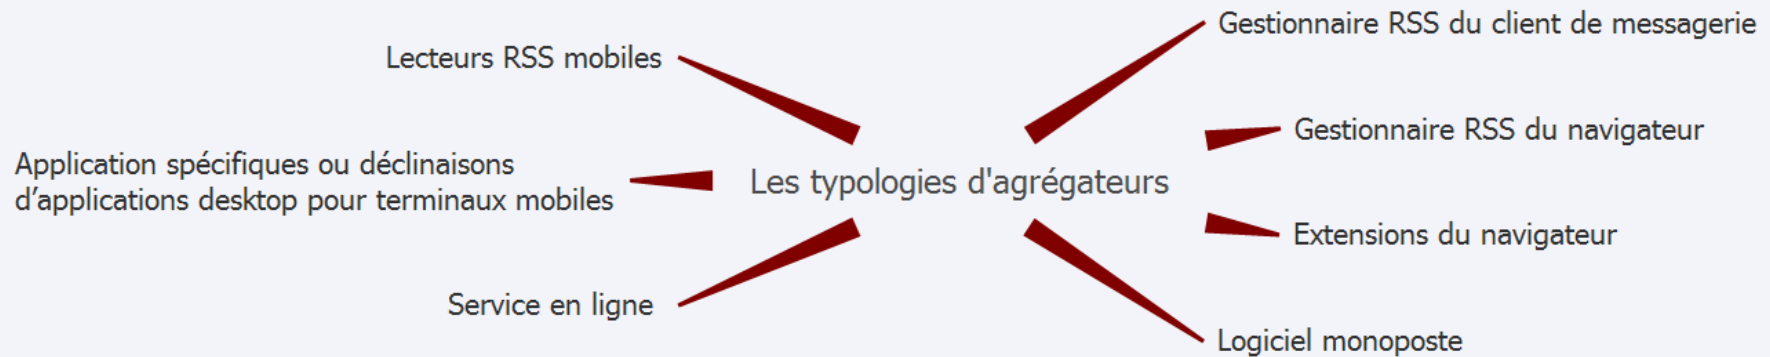 Gestionnaire RSS du client de messagerie
Lecteurs RSS mobiles
Gestionnaire RSS du navigateur
Application spécifiques ou déclinaisons
d’applications desktop pour terminaux mobiles
Les typologies d'agrégateurs
Extensions du navigateur
Service en ligne
Logiciel monoposte